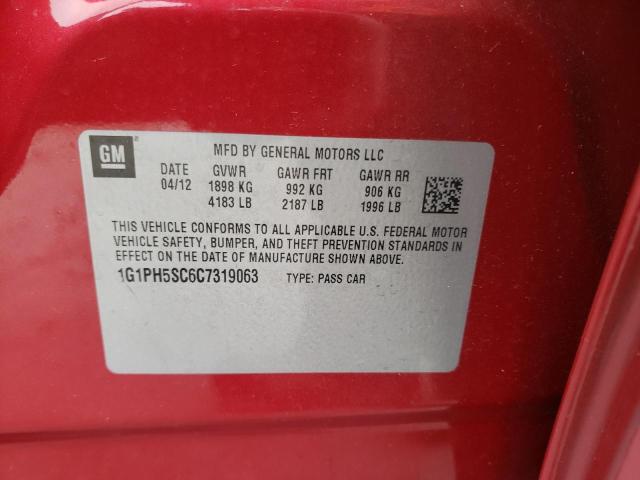 GM
MFD BY GENERAL MOTORS LLC
DATE GVWR GAWR FRT GAWR RR
04/12 1898 KG 992 KG 906 KG
4183 LB 2187 LB 1996 LB
THIS VEHICLE CONFORMS TO ALL APPLICABLE U.S. FEDERAL MOTOR
VEHICLE SAFETY, BUMPER, AND THEFT PREVENTION STANDARDS IN
EFFECT ON THE DATE OF MANUFACTURE SHOWN ABOVE.
1G1PH5SC6C7319063 TYPE: PASS CAR